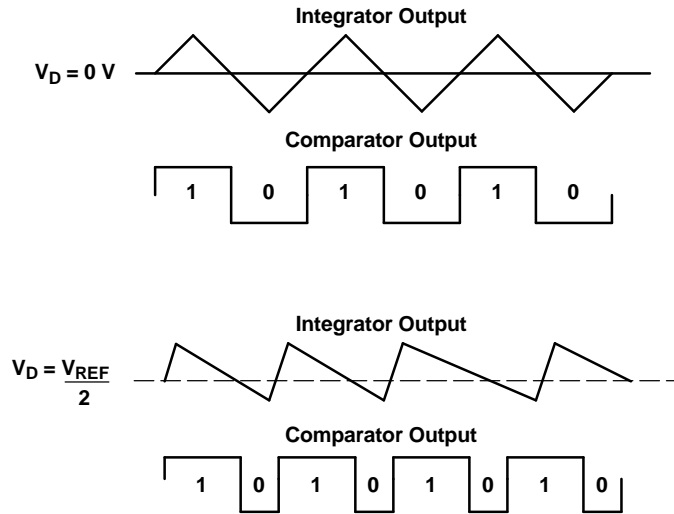 Integrator Output
V_D = 0 V
Comparator Output
1 0 1 0 1 0
Integrator Output
V_D = V_REF
2
Comparator Output
1 0 1 0 1 0 1 0